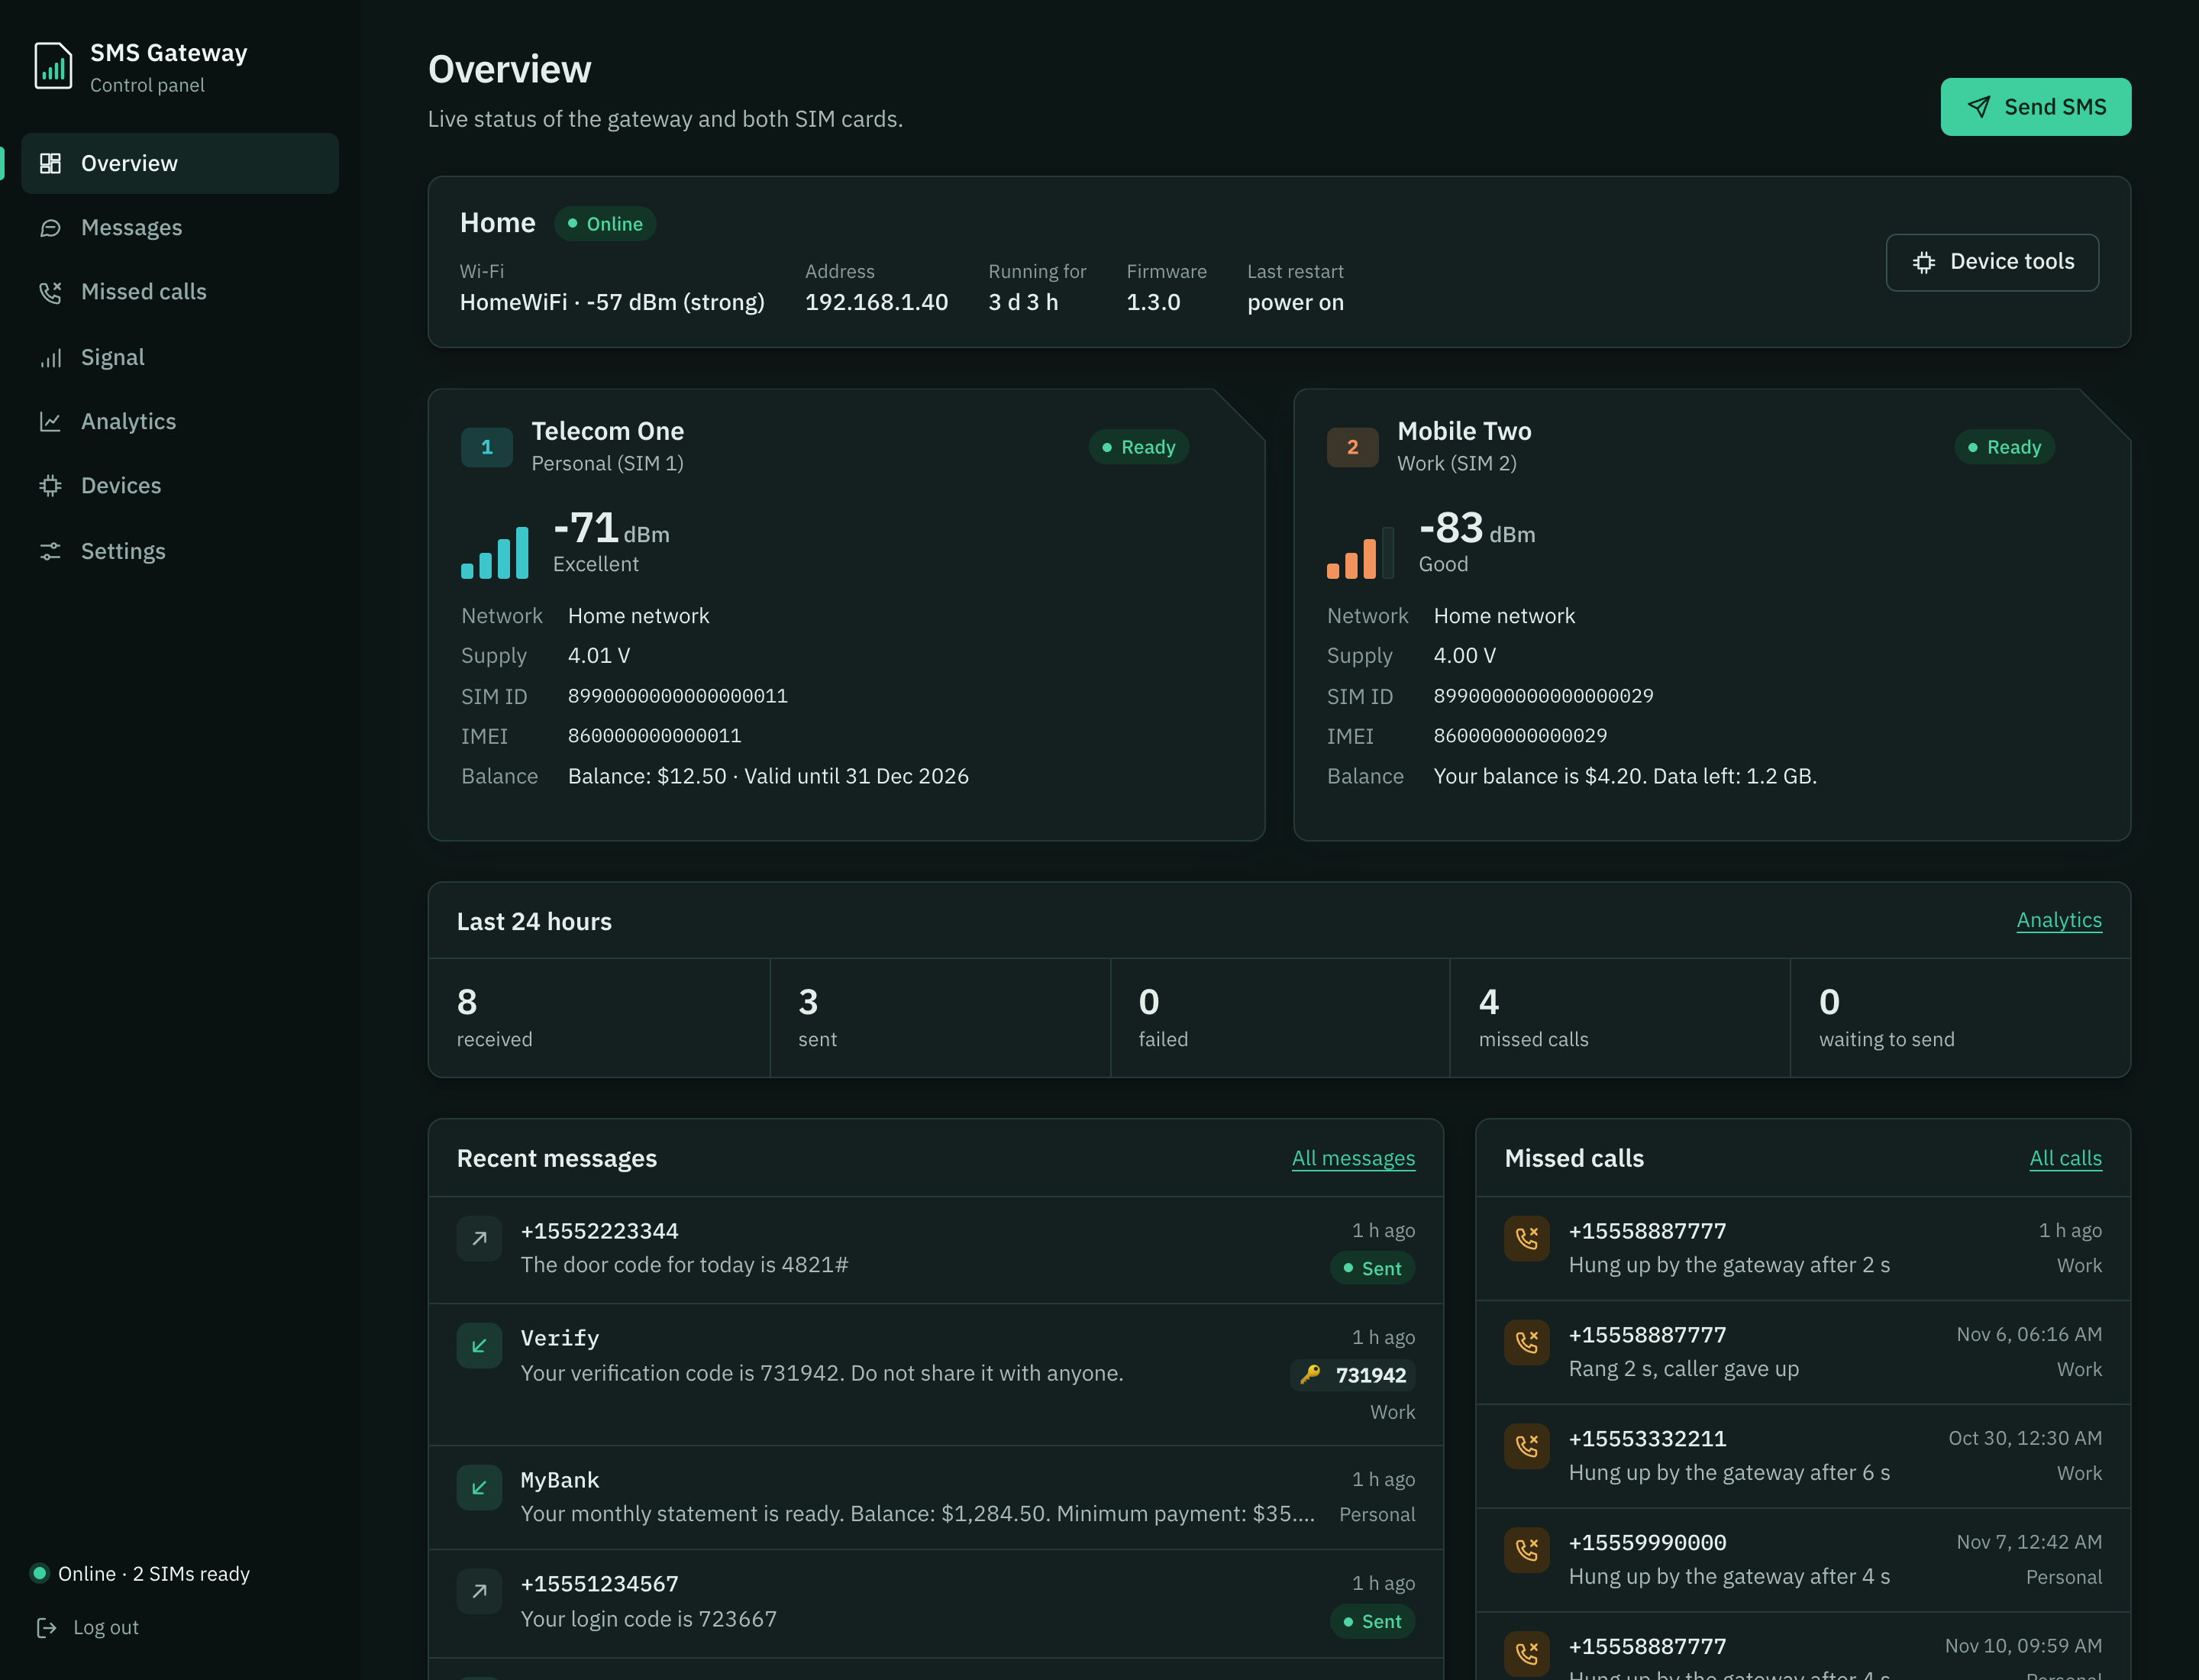 SMS Gateway
Control panel
Overview
Messages
Missed calls
Signal
Analytics
Devices
Settings
Online · 2 SIMs ready
Log out
Overview
Live status of the gateway and both SIM cards.
Send SMS
Home
Online
Wi-Fi
HomeWiFi · -57 dBm (strong)
Address
192.168.1.40
Running for
3 d 3 h
Firmware
1.3.0
Last restart
power on
Device tools
1
Telecom One
Personal (SIM 1)
Ready
-71 dBm
Excellent
Network Home network
Supply 4.01 V
SIM ID 8990000000000000011
IMEI 860000000000011
Balance Balance: $12.50 · Valid until 31 Dec 2026
2
Mobile Two
Work (SIM 2)
Ready
-83 dBm
Good
Network Home network
Supply 4.00 V
SIM ID 8990000000000000029
IMEI 860000000000029
Balance Your balance is $4.20. Data left: 1.2 GB.
Last 24 hours
Analytics
8
received
3
sent
0
failed
4
missed calls
0
waiting to send
Recent messages
All messages
+15552223344
1 h ago
The door code for today is 4821#
Sent
Verify
1 h ago
Your verification code is 731942. Do not share it with anyone.
731942
Work
MyBank
1 h ago
Your monthly statement is ready. Balance: $1,284.50. Minimum payment: $35....
Personal
+15551234567
1 h ago
Your login code is 723667
Sent
Missed calls
All calls
+15558887777
1 h ago
Hung up by the gateway after 2 s
Work
+15558887777
Nov 6, 06:16 AM
Rang 2 s, caller gave up
Work
+15553332211
Oct 30, 12:30 AM
Hung up by the gateway after 6 s
Work
+15559990000
Nov 7, 12:42 AM
Hung up by the gateway after 4 s
Personal
+15558887777
Nov 10, 09:59 AM
Hung up by the gateway after 4 s
Personal